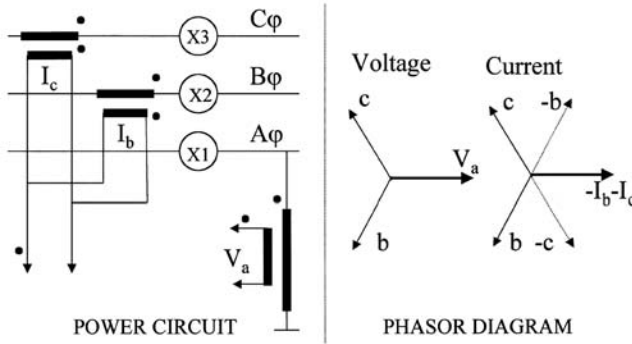 Cφ
X3
I_c
Bφ
X2
I_b
Aφ
X1
V_a
POWER CIRCUIT
Voltage
c
V_a
b
Current
c
-b
-I_b-I_c
b
-c
PHASOR DIAGRAM